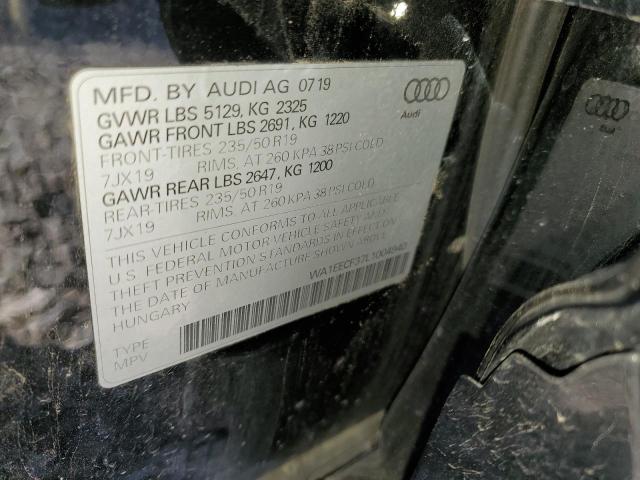 MFD. BY AUDI AG 07 19
GVWR LBS 5129, KG 2325
GAWR FRONT LBS 2691, KG 1220
FRONT-TIRES 235/50 R19
7JX19 RIMS. AT 260 KPA 38 PSI COLD
GAWR REAR LBS 2647, KG 1200
REAR-TIRES 235/50 R19
7JX19 RIMS. AT 260 KPA 38 PSI COLD
THIS VEHICLE CONFORMS TO ALL APPLICABLE
U.S. FEDERAL MOTOR VEHICLE SAFETY AND
THEFT PREVENTION STANDARDS IN EFFECT ON
THE DATE OF MANUFACTURE SHOWN ABOVE.
HUNGARY
WA1EECF37L1004940
TYPE
MPV
Audi
Audi